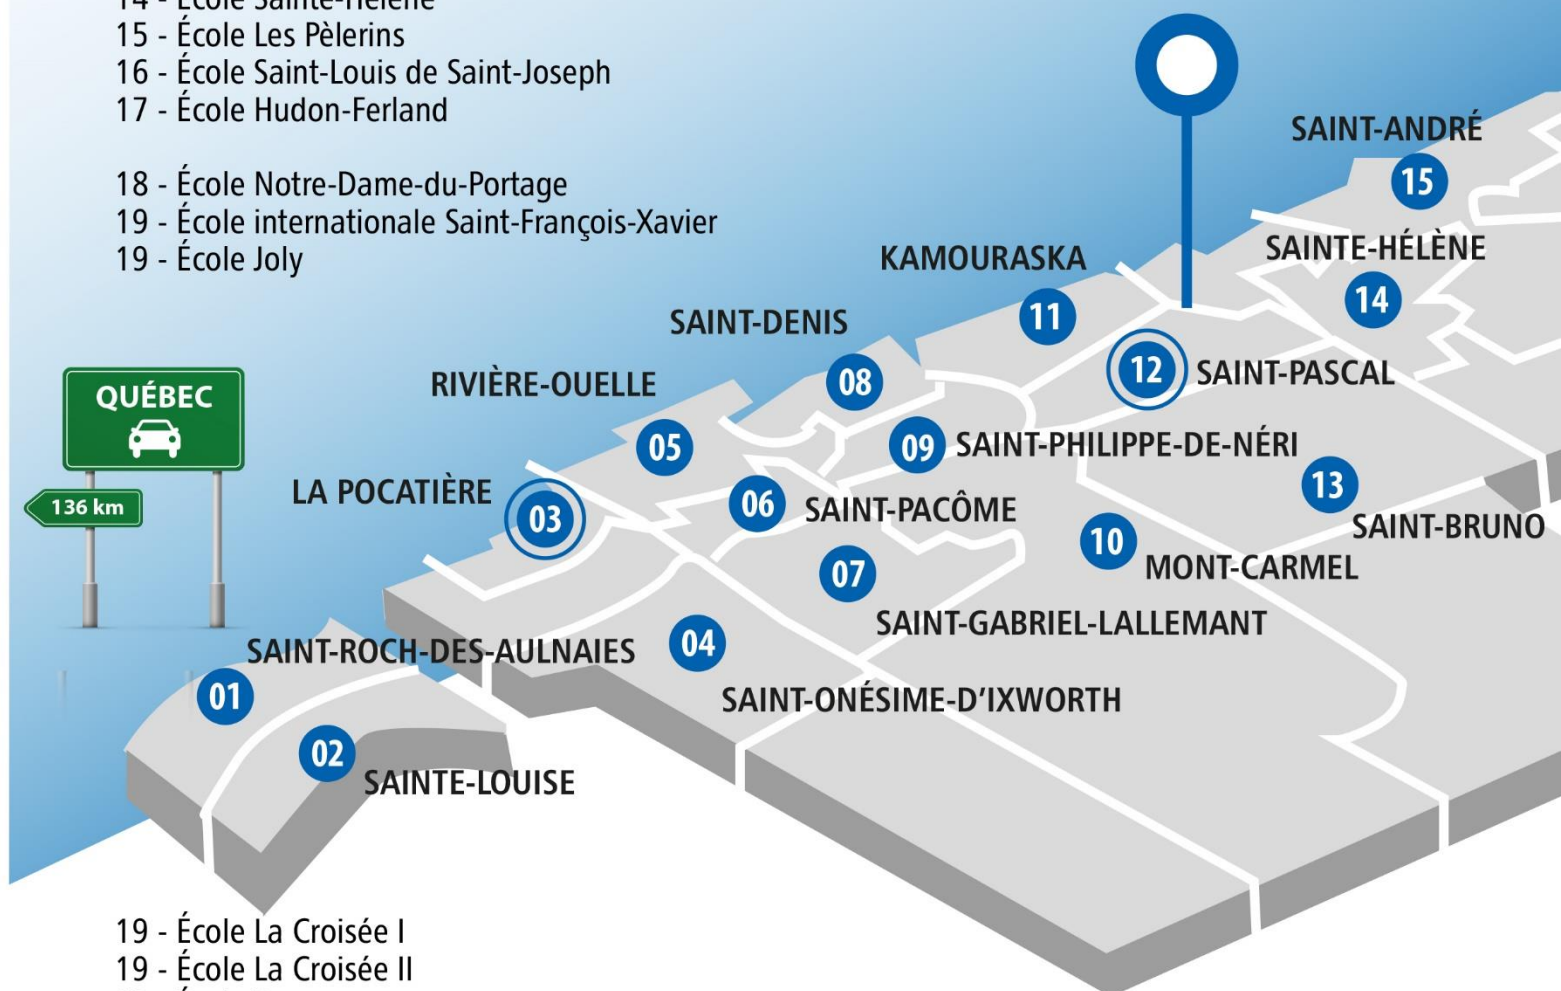 14 - École Sainte-Hélène
15 - École Les Pèlerins
16 - École Saint-Louis de Saint-Joseph
17 - École Hudon-Ferland
18 - École Notre-Dame-du-Portage
19 - École internationale Saint-François-Xavier
19 - École Joly
SAINT-ANDRÉ
15
SAINTE-HÉLÈNE
14
KAMOURASKA
11
SAINT-DENIS
08
12 SAINT-PASCAL
RIVIÈRE-OUELLE
05
09 SAINT-PHILIPPE-DE-NÉRI
QUÉBEC
136 km
LA POCATIÈRE
03
06 SAINT-PACÔME
13
SAINT-BRUNO
10
MONT-CARMEL
07
SAINT-GABRIEL-LALLEMANT
04
SAINT-ONÉSIME-D'IXWORTH
SAINT-ROCH-DES-AULNAIES
01
02
SAINTE-LOUISE
19 - École La Croisée I
19 - École La Croisée II